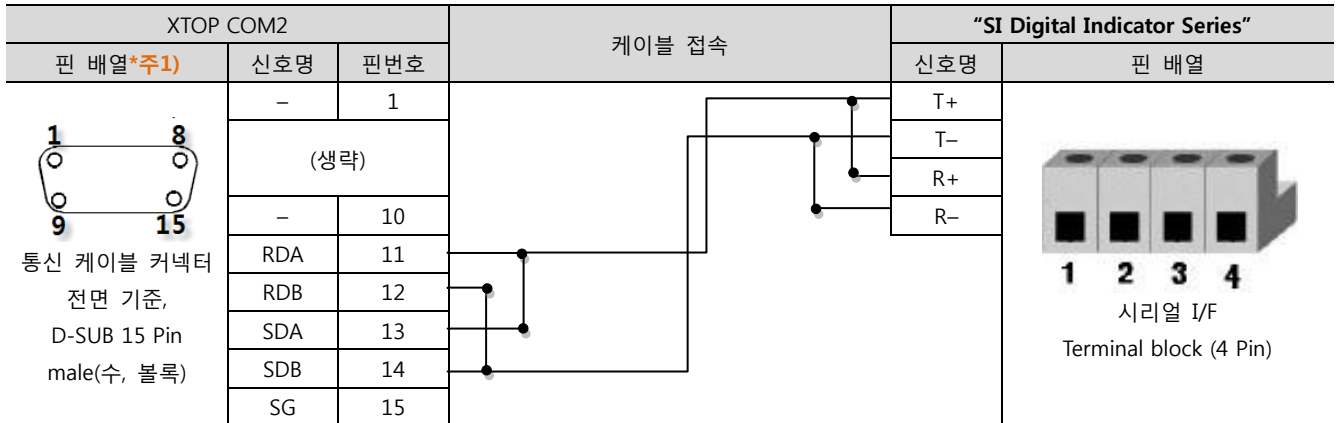 XTOP COM2
케이블 접속
“SI Digital Indicator Series”
핀 배열*주1)
신호명
핀번호
신호명
핀 배열
– 1
(생략)
– 10
RDA 11
RDB 12
SDA 13
SDB 14
SG 15
1 8
9 15
통신 케이블 커넥터
전면 기준,
D-SUB 15 Pin
male(수, 볼록)
T+
T–
R+
R–
1 2 3 4
시리얼 I/F
Terminal block (4 Pin)